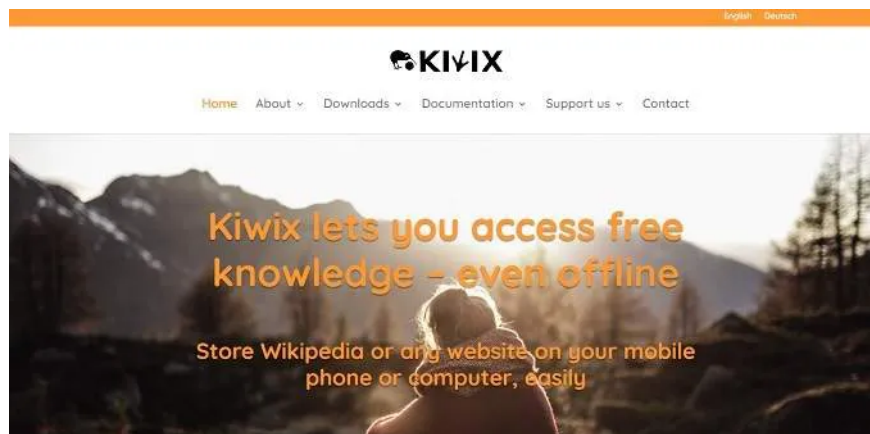 English Deutsch
KIWIX
Home About Downloads Documentation Support us Contact
Kiwix lets you access free
knowledge – even offline
Store Wikipedia or any website on your mobile
phone or computer, easily